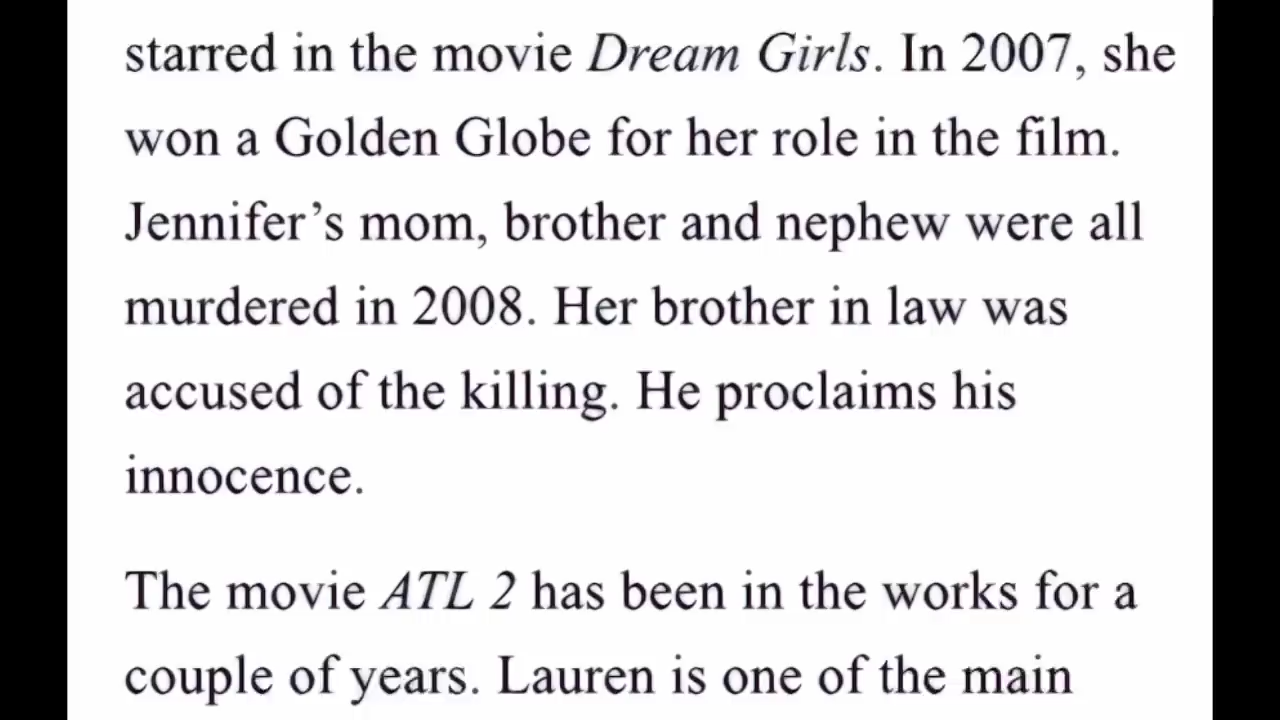 starred in the movie Dream Girls. In 2007, she
won a Golden Globe for her role in the film.
Jennifer’s mom, brother and nephew were all
murdered in 2008. Her brother in law was
accused of the killing. He proclaims his
innocence.
The movie ATL 2 has been in the works for a
couple of years. Lauren is one of the main